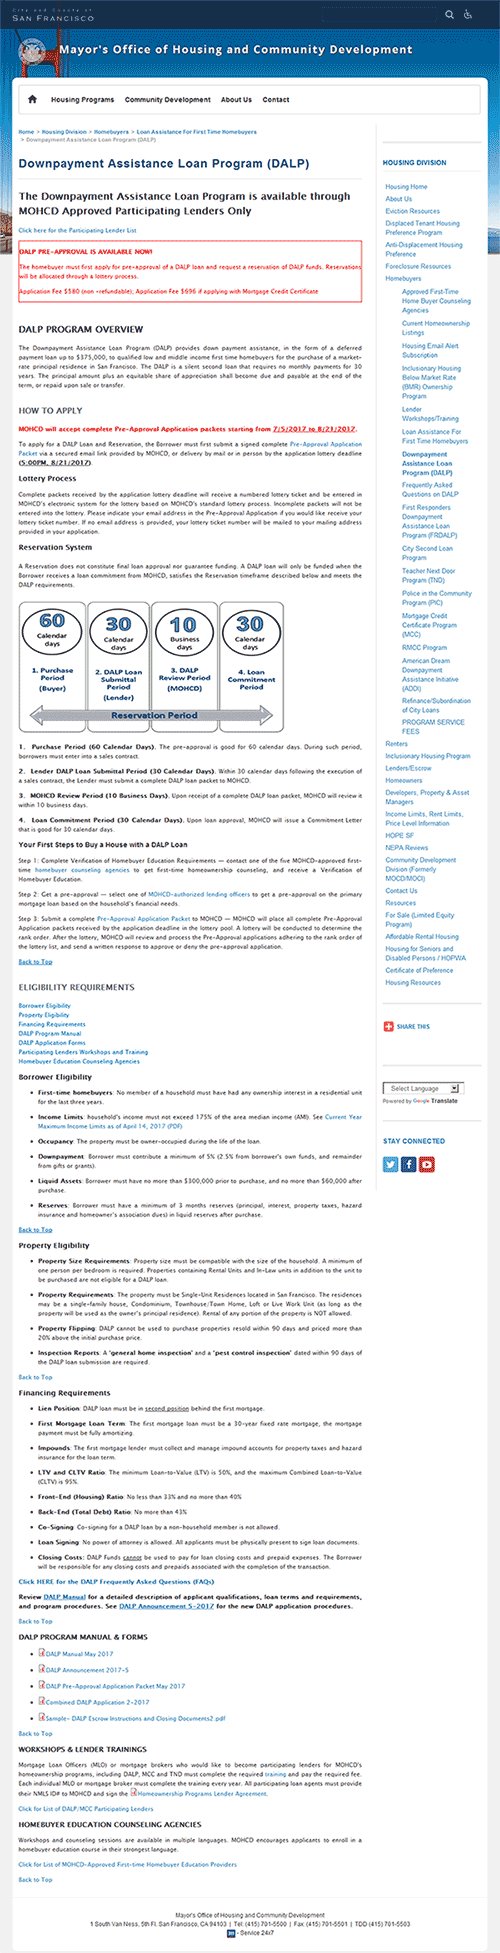 City and County of
SAN FRANCISCO
Mayor's Office of Housing and Community Development
Housing Programs Community Development About Us Contact
Home > Housing Division > Homebuyers > Loan Assistance For First Time Homebuyers
> Downpayment Assistance Loan Program (DALP)
Downpayment Assistance Loan Program (DALP)
The Downpayment Assistance Loan Program is available through
MOHCD Approved Participating Lenders Only
Click here for the Participating Lender List
DALP PRE-APPROVAL IS AVAILABLE NOW!
The homebuyer must first apply for pre-approval of a DALP loan and request a reservation of DALP funds. Reservations
will be allocated through a lottery process.
Application Fee $580 (non -refundable); Application Fee $696 if applying with Mortgage Credit Certificate
DALP PROGRAM OVERVIEW
The Downpayment Assistance Loan Program (DALP) provides down payment assistance, in the form of a deferred
payment loan up to $375,000, to qualified low and middle income first time homebuyers for the purchase of a market-
rate principal residence in San Francisco. The DALP is a silent second loan that requires no monthly payments for 30
years. The principal amount plus an equitable share of appreciation shall become due and payable at the end of the
term, or repaid upon sale or transfer.
HOW TO APPLY
MOHCD will accept complete Pre-Approval Application packets starting from 7/5/2017 to 8/21/2017.
To apply for a DALP Loan and Reservation, the Borrower must first submit a signed complete Pre-Approval Application
Packet via a secured email link provided by MOHCD, or delivery by mail or in person by the application lottery deadline
(5:00PM, 8/21/2017).
Lottery Process
Complete packets received by the application lottery deadline will receive a numbered lottery ticket and be entered in
MOHCD's electronic system for the lottery based on MOHCD's standard lottery process. Incomplete packets will not be
entered into the lottery. Please indicate your email address in the Pre-Approval Application if you would like receive your
lottery ticket number. If no email address is provided, your lottery ticket number will be mailed to your mailing address
provided in your application.
Reservation System
A Reservation does not constitute final loan approval nor guarantee funding. A DALP loan will only be funded when the
Borrower receives a loan commitment from MOHCD, satisfies the Reservation timeframe described below and meets the
DALP requirements.
60 30 10 30
Calendar days Calendar days Business days Calendar days
1. Purchase Period (Buyer)
2. DALP Loan Submittal Period (Lender)
3. DALP Review Period (MOHCD)
4. Loan Commitment Period
Reservation Period
1. Purchase Period (60 Calendar Days). The pre-approval is good for 60 calendar days. During such period,
borrowers must enter into a sales contract.
2. Lender DALP Loan Submittal Period (30 Calendar Days). Within 30 calendar days following the execution of
a sales contract, the Lender must submit a complete DALP loan packet to MOHCD.
3. MOHCD Review Period (10 Business Days). Upon receipt of a complete DALP loan packet, MOHCD will review it
within 10 business days.
4. Loan Commitment Period (30 Calendar Days). Upon loan approval, MOHCD will issue a Commitment Letter
that is good for 30 calendar days.
Your First Steps to Buy a House with a DALP Loan
Step 1: Complete Verification of Homebuyer Education Requirements — contact one of the five MOHCD-approved first-
time homebuyer counseling agencies to get first-time homeownership counseling, and receive a Verification of
Homebuyer Education.
Step 2: Get a pre-approval — select one of MOHCD-authorized lending officers to get a pre-approval on the primary
mortgage loan based on the household's financial needs.
Step 3: Submit a complete Pre-Approval Application Packet to MOHCD — MOHCD will place all complete Pre-Approval
Application packets received by the application deadline in the lottery pool. A lottery will be conducted to determine the
rank order. After the lottery, MOHCD will review and process the Pre-Approval applications adhering to the rank order of
the lottery list, and send a written response to approve or deny the pre-approval application.
Back to Top
ELIGIBILITY REQUIREMENTS
Borrower Eligibility
Property Eligibility
Financing Requirements
DALP Program Manual
DALP Application Forms
Participating Lenders Workshops and Training
Homebuyer Education Counseling Agencies
Borrower Eligibility
• First-time homebuyers: No member of a household must have had any ownership interest in a residential unit
for the last three years.
• Income Limits: household's income must not exceed 175% of the area median income (AMI). See Current Year
Maximum Income Limits as of April 14, 2017 (PDF)
• Occupancy: The property must be owner-occupied during the life of the loan.
• Downpayment: Borrower must contribute a minimum of 5% (2.5% from borrower's own funds, and remainder
from gifts or grants).
• Liquid Assets: Borrower must have no more than $300,000 prior to purchase, and no more than $60,000 after
purchase.
• Reserves: Borrower must have a minimum of 3 months reserves (principal, interest, property taxes, hazard
insurance and homeowner's association dues) in liquid reserves after purchase.
Back to Top
Property Eligibility
• Property Size Requirements: Property size must be compatible with the size of the household. A minimum of
one person per bedroom is required. Properties containing Rental Units and In-Law units in addition to the unit to
be purchased are not eligible for a DALP loan.
• Property Requirements: The property must be Single-Unit Residences located in San Francisco. The residences
may be a single-family house, Condominium, Townhouse/Town Home, Loft or Live Work Unit (as long as the
property will be used as the owner's principal residence). Rental of any portion of the property is NOT allowed.
• Property Flipping: DALP cannot be used to purchase properties resold within 90 days and priced more than
20% above the initial purchase price.
• Inspection Reports: A "general home inspection" and a "pest control inspection" dated within 90 days of
the DALP loan submission are required.
Back to Top
Financing Requirements
• Lien Position: DALP loan must be in second position behind the first mortgage.
• First Mortgage Loan Term: The first mortgage loan must be a 30-year fixed rate mortgage, the mortgage
payment must be fully amortizing.
• Impounds: The first mortgage lender must collect and manage impound accounts for property taxes and hazard
insurance for the loan term.
• LTV and CLTV Ratio: The minimum Loan-to-Value (LTV) is 50%, and the maximum Combined Loan-to-Value
(CLTV) is 95%.
• Front-End (Housing) Ratio: No less than 33% and no more than 40%
• Back-End (Total Debt) Ratio: No more than 43%
• Co-Signing: Co-signing for a DALP loan by a non-household member is not allowed.
• Loan Signing: No power of attorney is allowed. All applicants must be physically present to sign loan documents.
• Closing Costs: DALP Funds cannot be used to pay for loan closing costs and prepaid expenses. The Borrower
will be responsible for any closing costs and prepaids associated with the completion of the transaction.
Click HERE for the DALP Frequently Asked Questions (FAQs)
Review DALP Manual for a detailed description of applicant qualifications, loan terms and requirements,
and program procedures. See DALP Announcement 5-2017 for the new DALP application procedures.
Back to Top
DALP PROGRAM MANUAL & FORMS
• DALP Manual May 2017
• DALP Announcement 2017-5
• DALP Pre-Approval Application Packet May 2017
• Combined DALP Application 2-2017
• Sample- DALP Escrow Instructions and Closing Documents2.pdf
Back to Top
WORKSHOPS & LENDER TRAININGS
Mortgage Loan Officers (MLO) or mortgage brokers who would like to become participating lenders for MOHCD's
homeownership programs, including DALP, MCC and TND must complete the required training and pay the required fee.
Each individual MLO or mortgage broker must complete the training every year. All participating loan agents must provide
their NMLS ID# to MOHCD and sign the Homeownership Programs Lender Agreement.
Click for List of DALP/MCC Participating Lenders
HOMEBUYER EDUCATION COUNSELING AGENCIES
Workshops and counseling sessions are available in multiple languages. MOHCD encourages applicants to enroll in a
homebuyer education course in their strongest language.
Click for List of MOHCD-Approved First-time Homebuyer Education Providers
Back to Top
HOUSING DIVISION
Housing Home
About Us
Eviction Resources
Displaced Tenant Housing
Preference Program
Anti-Displacement Housing
Preference
Foreclosure Resources
Homebuyers
Approved First-Time
Home Buyer Counseling
Agencies
Current Homeownership
Listings
Housing Email Alert
Subscription
Inclusionary Housing
Below Market Rate
(BMR) Ownership
Program
Lender
Workshops/Training
Loan Assistance For
First Time Homebuyers
Downpayment
Assistance Loan
Program (DALP)
Frequently Asked
Questions on DALP
First Responders
Downpayment
Assistance Loan
Program (FRDALP)
City Second Loan
Program
Teacher Next Door
Program (TND)
Police in the Community
Program (PIC)
Mortgage Credit
Certificate Program
(MCC)
RMCC Program
American Dream
Downpayment
Assistance Initiative
(ADDI)
Refinance/Subordination
of City Loans
PROGRAM SERVICE
FEES
Renters
Inclusionary Housing Program
Lenders/Escrow
Homeowners
Developers, Property & Asset
Managers
Income Limits, Rent Limits,
Price Level Information
HOPE SF
NEPA Reviews
Community Development
Division (Formerly
MOCD/MOCI)
Contact Us
Resources
For Sale (Limited Equity
Program)
Affordable Rental Housing
Housing for Seniors and
Disabled Persons / HOPWA
Certificate of Preference
Housing Resources
SHARE THIS
Select Language
Powered by Google Translate
STAY CONNECTED
Mayor's Office of Housing and Community Development
1 South Van Ness, 5th Fl. San Francisco, CA 94103 | Tel: (415) 701-5500 | Fax: (415) 701-5501 | TDD (415) 701-5503
311 - Service 24x7